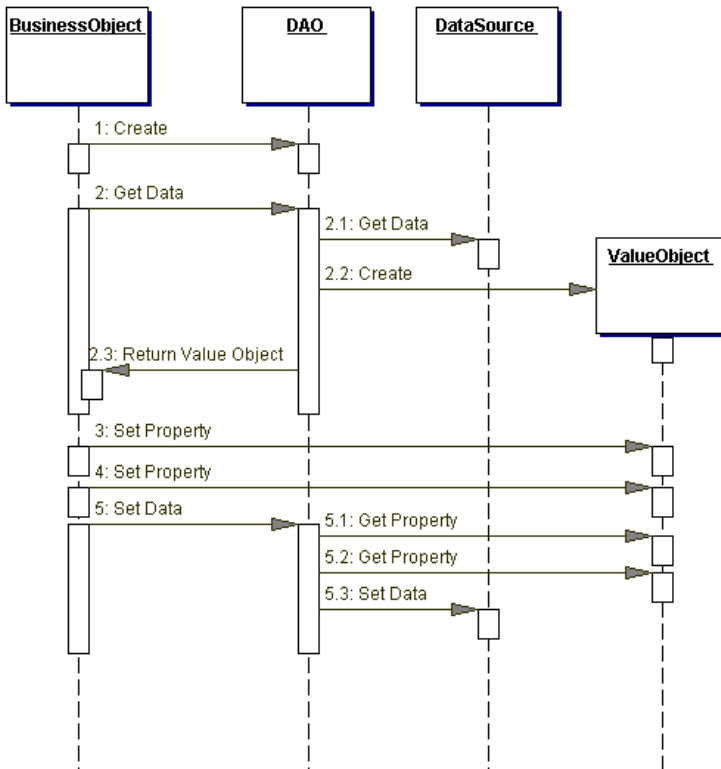 BusinessObject
DAO
DataSource
1: Create
2: Get Data
2.1: Get Data
ValueObject
2.2: Create
2.3: Return Value Object
3: Set Property
4: Set Property
5: Set Data
5.1: Get Property
5.2: Get Property
5.3: Set Data